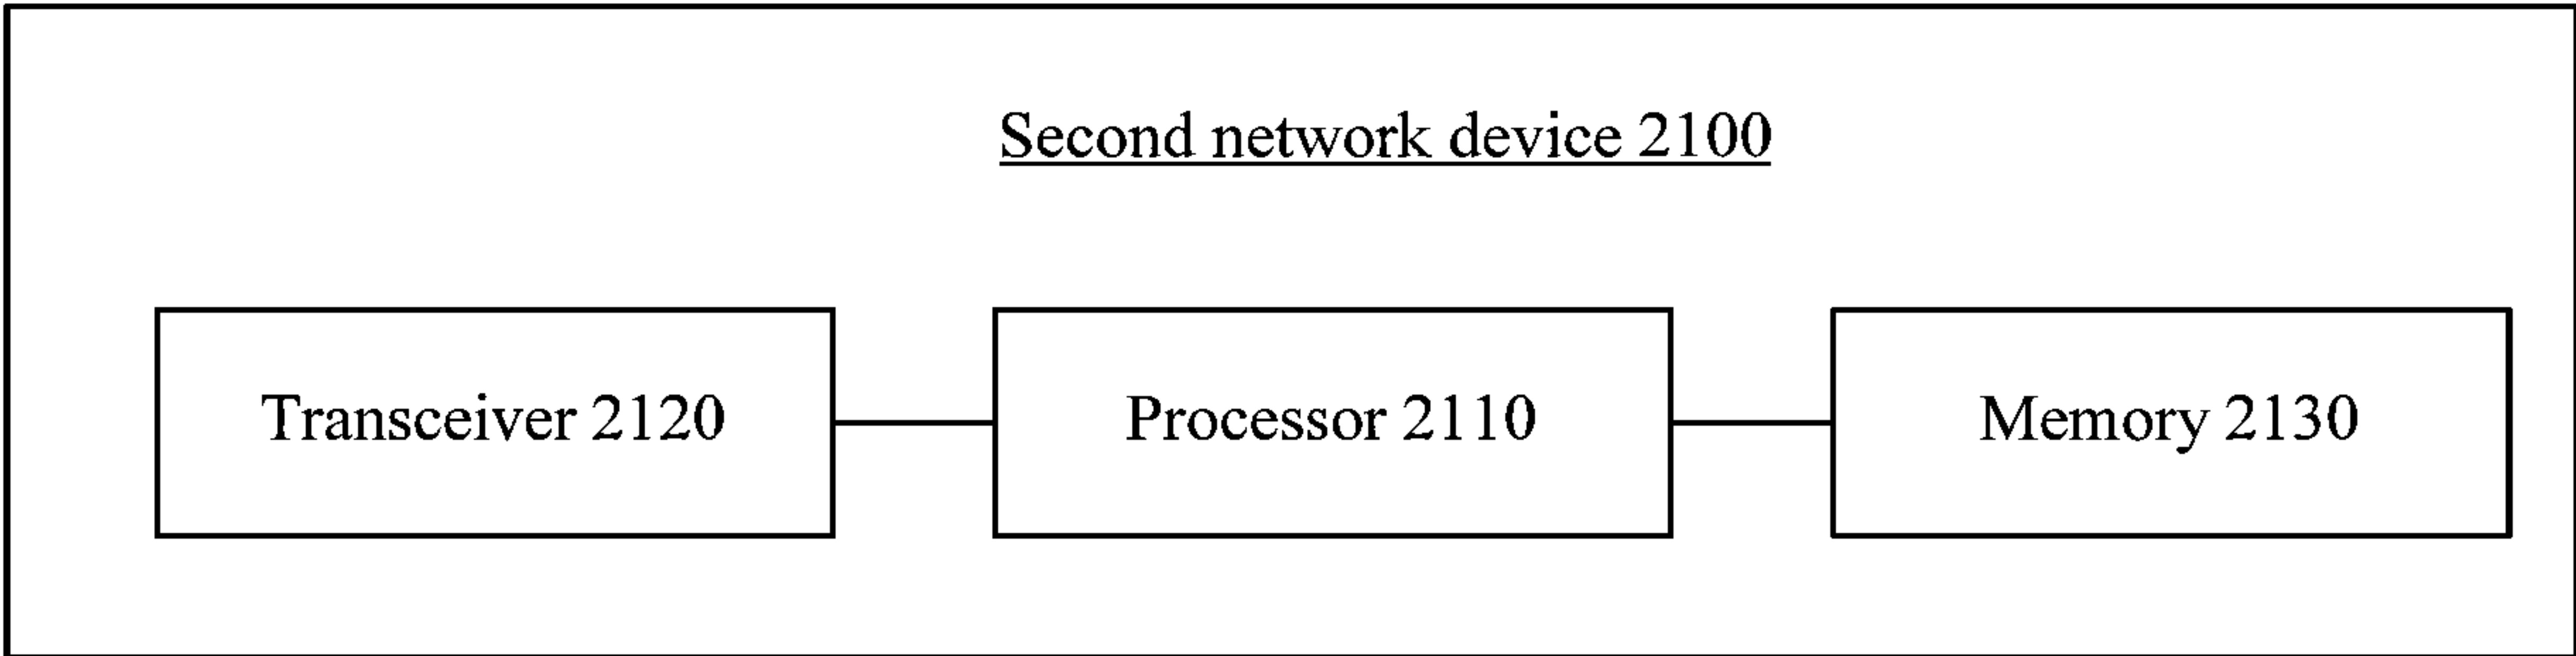 Second network device 2100
Transceiver 2120
Processor 2110
Memory 2130